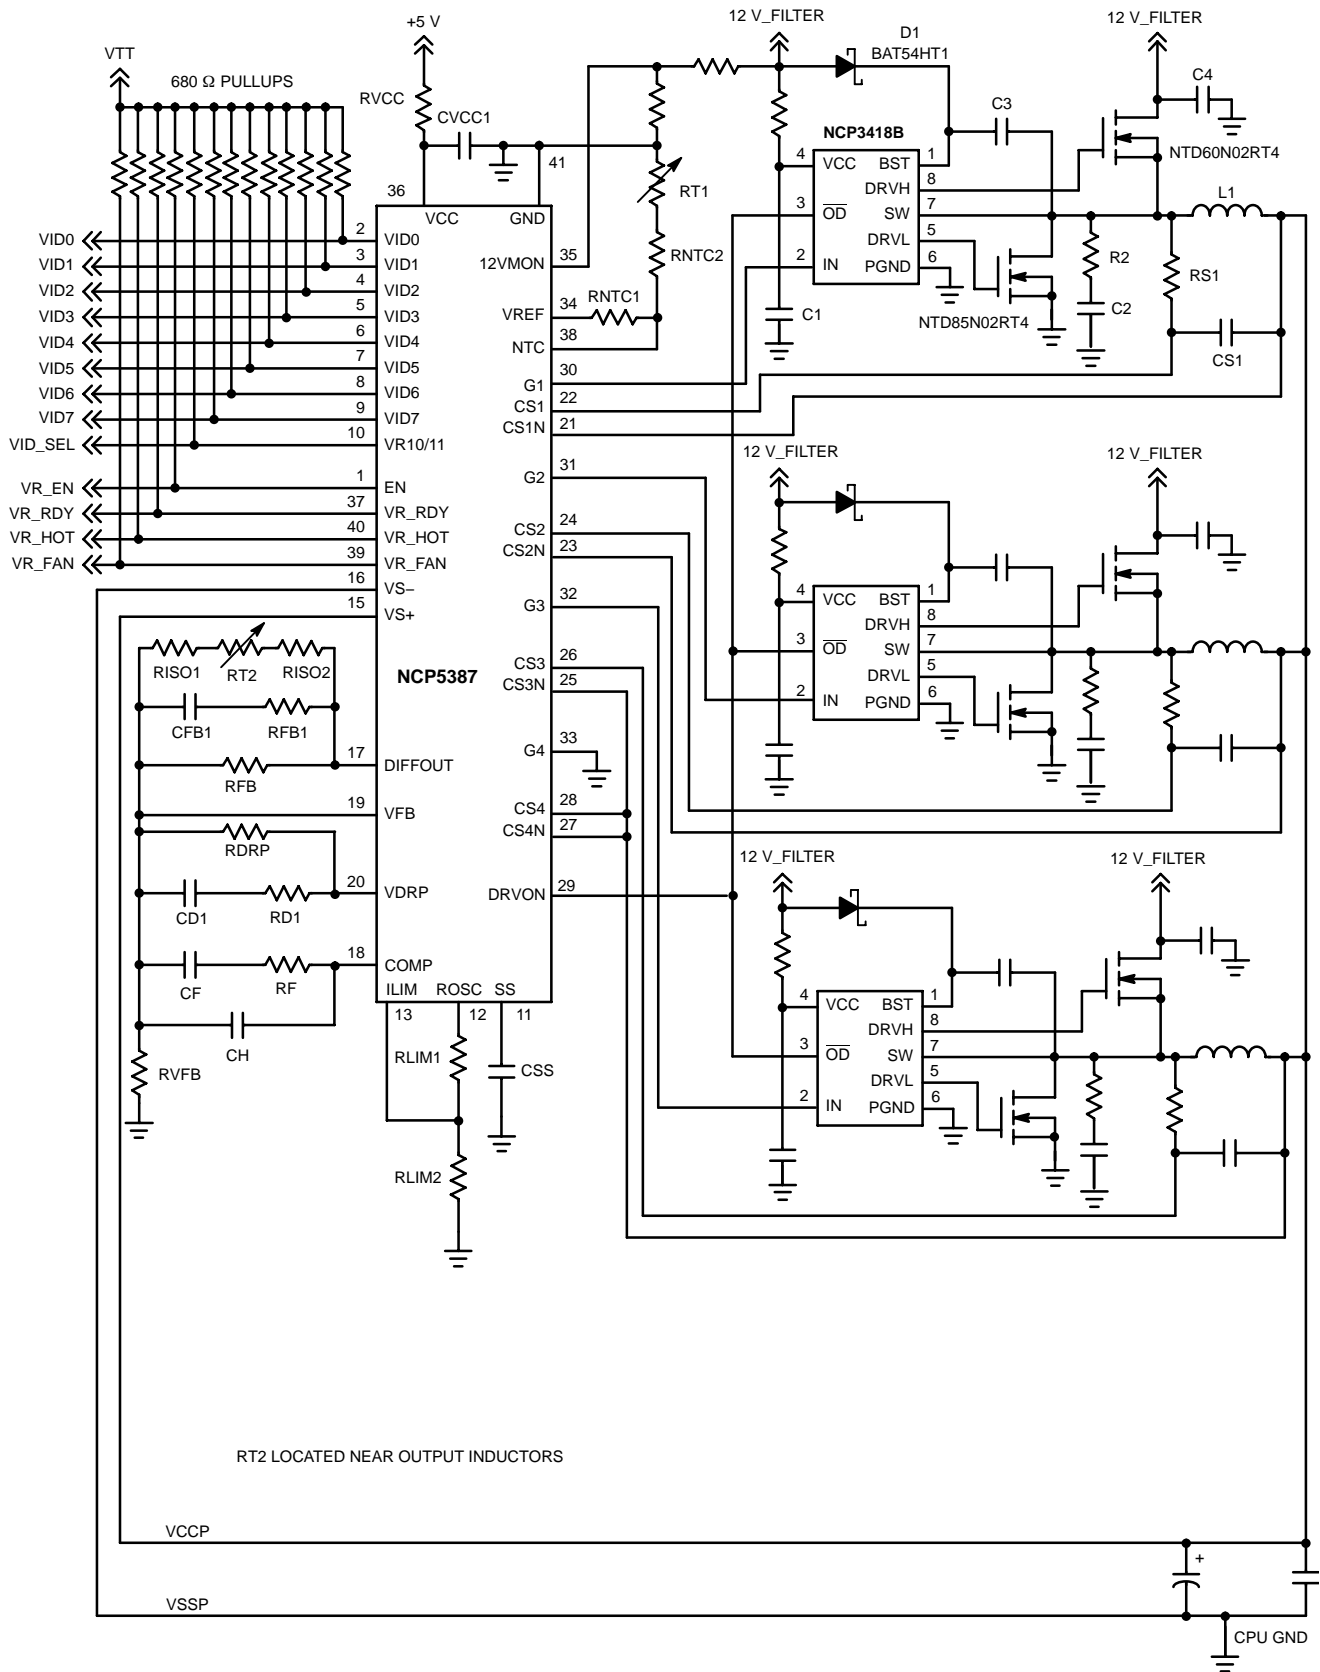 +5 V
12 V_FILTER
12 V_FILTER
VTT
680 Ω PULLUPS
RVCC
CVCC1
D1
BAT54HT1
C4
C3
NCP3418B
NTD60N02RT4
36
41
VCC
GND
RT1
4
VCC
BST
1
DRVH
8
3
OD
SW
7
L1
DRVL
5
2
IN
PGND
6
R2
RS1
C1
C2
CS1
NTD85N02RT4
VID0
2
VID0
VID1
3
VID1
VID2
4
VID2
VID3
5
VID3
VID4
6
VID4
VID5
7
VID5
VID6
8
VID6
VID7
9
VID7
VID_SEL
10
VR10/11
VR_EN
1
EN
VR_RDY
37
VR_RDY
VR_HOT
40
VR_HOT
VR_FAN
39
VR_FAN
16
VS−
15
VS+
12VMON
35
RNTC2
RNTC1
VREF
34
NTC
38
G1
30
CS1
22
CS1N
21
G2
31
CS2
24
CS2N
23
G3
32
CS3
26
CS3N
25
G4
33
CS4
28
CS4N
27
DRVON
29
NCP5387
RISO1
RT2
RISO2
CFB1
RFB1
17
DIFFOUT
RFB
19
VFB
RDRP
20
VDRP
CD1
RD1
18
COMP
CF
RF
CH
RVFB
ILIM
ROSC
SS
13
12
11
RLIM1
CSS
RLIM2
12 V_FILTER
12 V_FILTER
4
VCC
BST
1
DRVH
8
3
OD
SW
7
DRVL
5
2
IN
PGND
6
12 V_FILTER
12 V_FILTER
4
VCC
BST
1
DRVH
8
3
OD
SW
7
DRVL
5
2
IN
PGND
6
RT2 LOCATED NEAR OUTPUT INDUCTORS
VCCP
+
VSSP
CPU GND